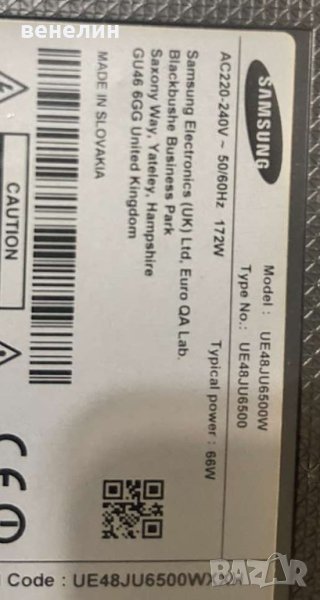 венелин
SAMSUNG
Model : UE48JU6500W
Type No.: UE48JU6500
AC220-240V ~ 50/60Hz 172W
Typical power : 66W
Samsung Electronics (UK) Ltd, Euro QA Lab.
Blackbushe Business Park
Saxony Way, Yateley, Hampshire
GU46 6GG United Kingdom
MADE IN SLOVAKIA
CAUTION
CE
Code : UE48JU6500WX
bazar